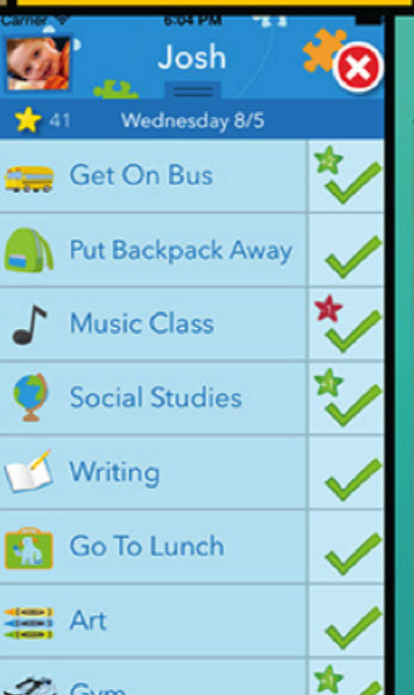 Carrier
6:04 PM
Josh
41
Wednesday 8/5
Get On Bus
Put Backpack Away
Music Class
Social Studies
Writing
Go To Lunch
Art
Gym